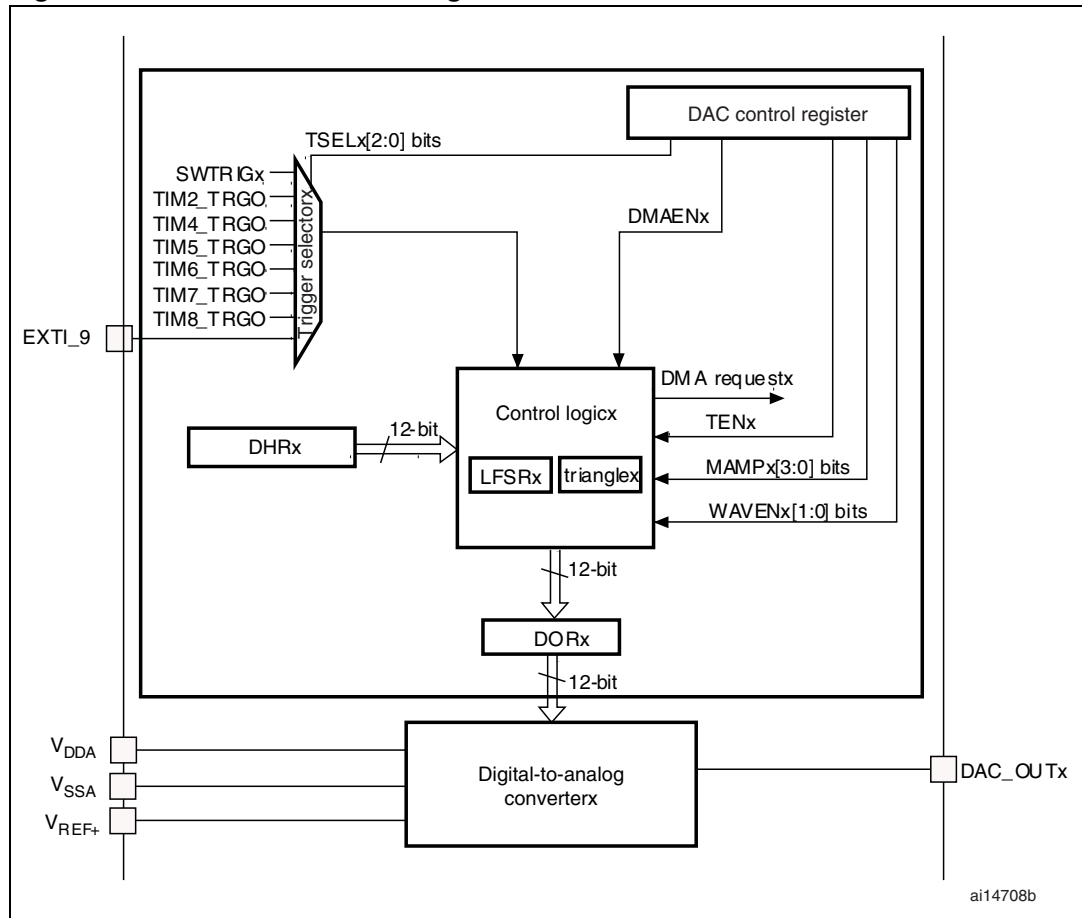 DAC control register
TSELx[2:0] bits
SWTRIGx
TIM2_TRGO
TIM4_TRGO
TIM5_TRGO
TIM6_TRGO
TIM7_TRGO
TIM8_TRGO
Trigger selectorx
DMAENx
EXTI_9
DMA requestx
Control logicx
TENx
12-bit
DHRx
MAMPx[3:0] bits
LFSRx
trianglex
WAVENx[1:0] bits
12-bit
DORx
12-bit
VDDA
VSSA
VREF+
Digital-to-analog
converterx
DAC_OUTx
ai14708b